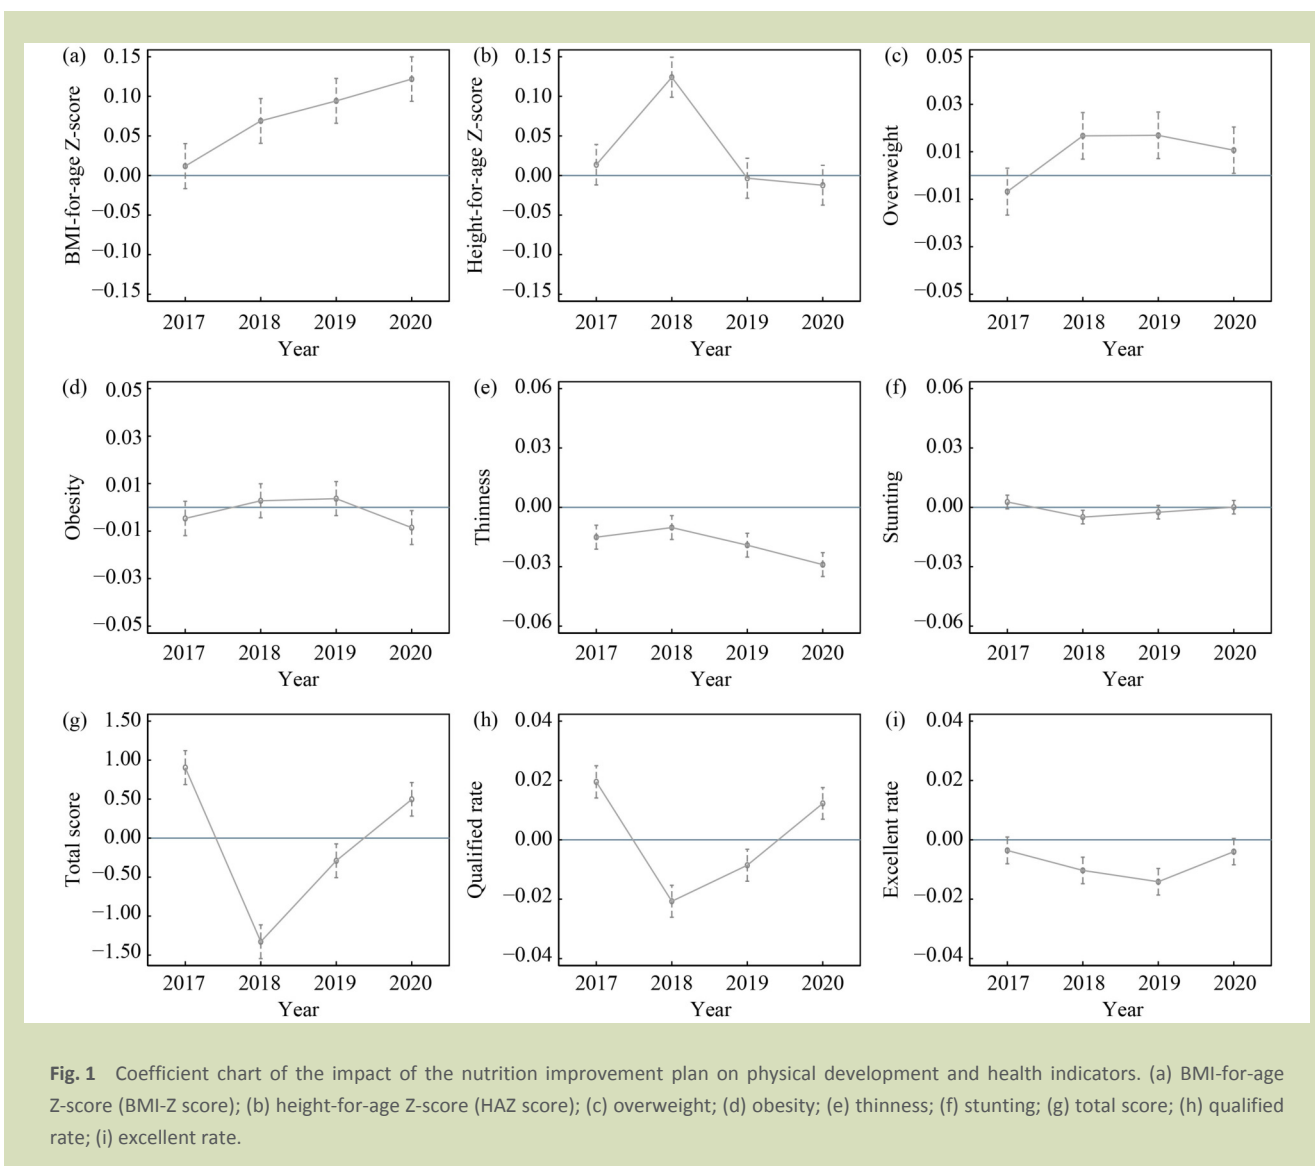 (a)
BMI-for-age Z-score
0.15
0.10
0.05
0.00
−0.05
−0.10
−0.15
2017 2018 2019 2020
Year
(b)
Height-for-age Z-score
0.15
0.10
0.05
0.00
−0.05
−0.10
−0.15
2017 2018 2019 2020
Year
(c)
Overweight
0.05
0.03
0.01
−0.01
−0.03
−0.05
2017 2018 2019 2020
Year
(d)
Obesity
0.05
0.03
0.01
−0.01
−0.03
−0.05
2017 2018 2019 2020
Year
(e)
Thinness
0.06
0.03
0.00
−0.03
−0.06
2017 2018 2019 2020
Year
(f)
Stunting
0.06
0.03
0.00
−0.03
−0.06
2017 2018 2019 2020
Year
(g)
Total score
1.50
1.00
0.50
0.00
−0.50
−1.00
−1.50
2017 2018 2019 2020
Year
(h)
Qualified rate
0.04
0.02
0.00
−0.02
−0.04
2017 2018 2019 2020
Year
(i)
Excellent rate
0.04
0.02
0.00
−0.02
−0.04
2017 2018 2019 2020
Year
Fig. 1 Coefficient chart of the impact of the nutrition improvement plan on physical development and health indicators. (a) BMI-for-age
Z-score (BMI-Z score); (b) height-for-age Z-score (HAZ score); (c) overweight; (d) obesity; (e) thinness; (f) stunting; (g) total score; (h) qualified
rate; (i) excellent rate.